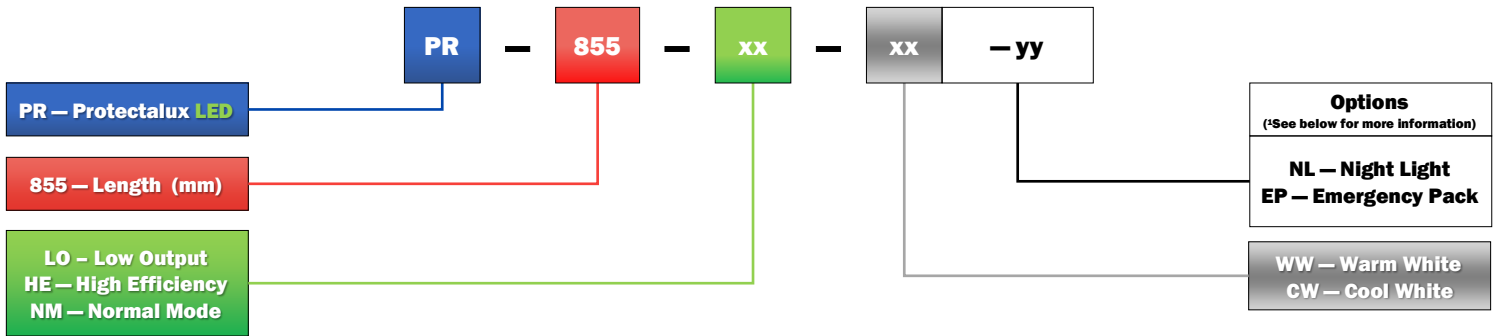 PR — 855 — xx — xx — yy
PR — Protectalux LED
855 — Length (mm)
LO – Low Output
HE — High Efficiency
NM — Normal Mode
Options
(¹See below for more information)
NL — Night Light
EP — Emergency Pack
WW — Warm White
CW — Cool White